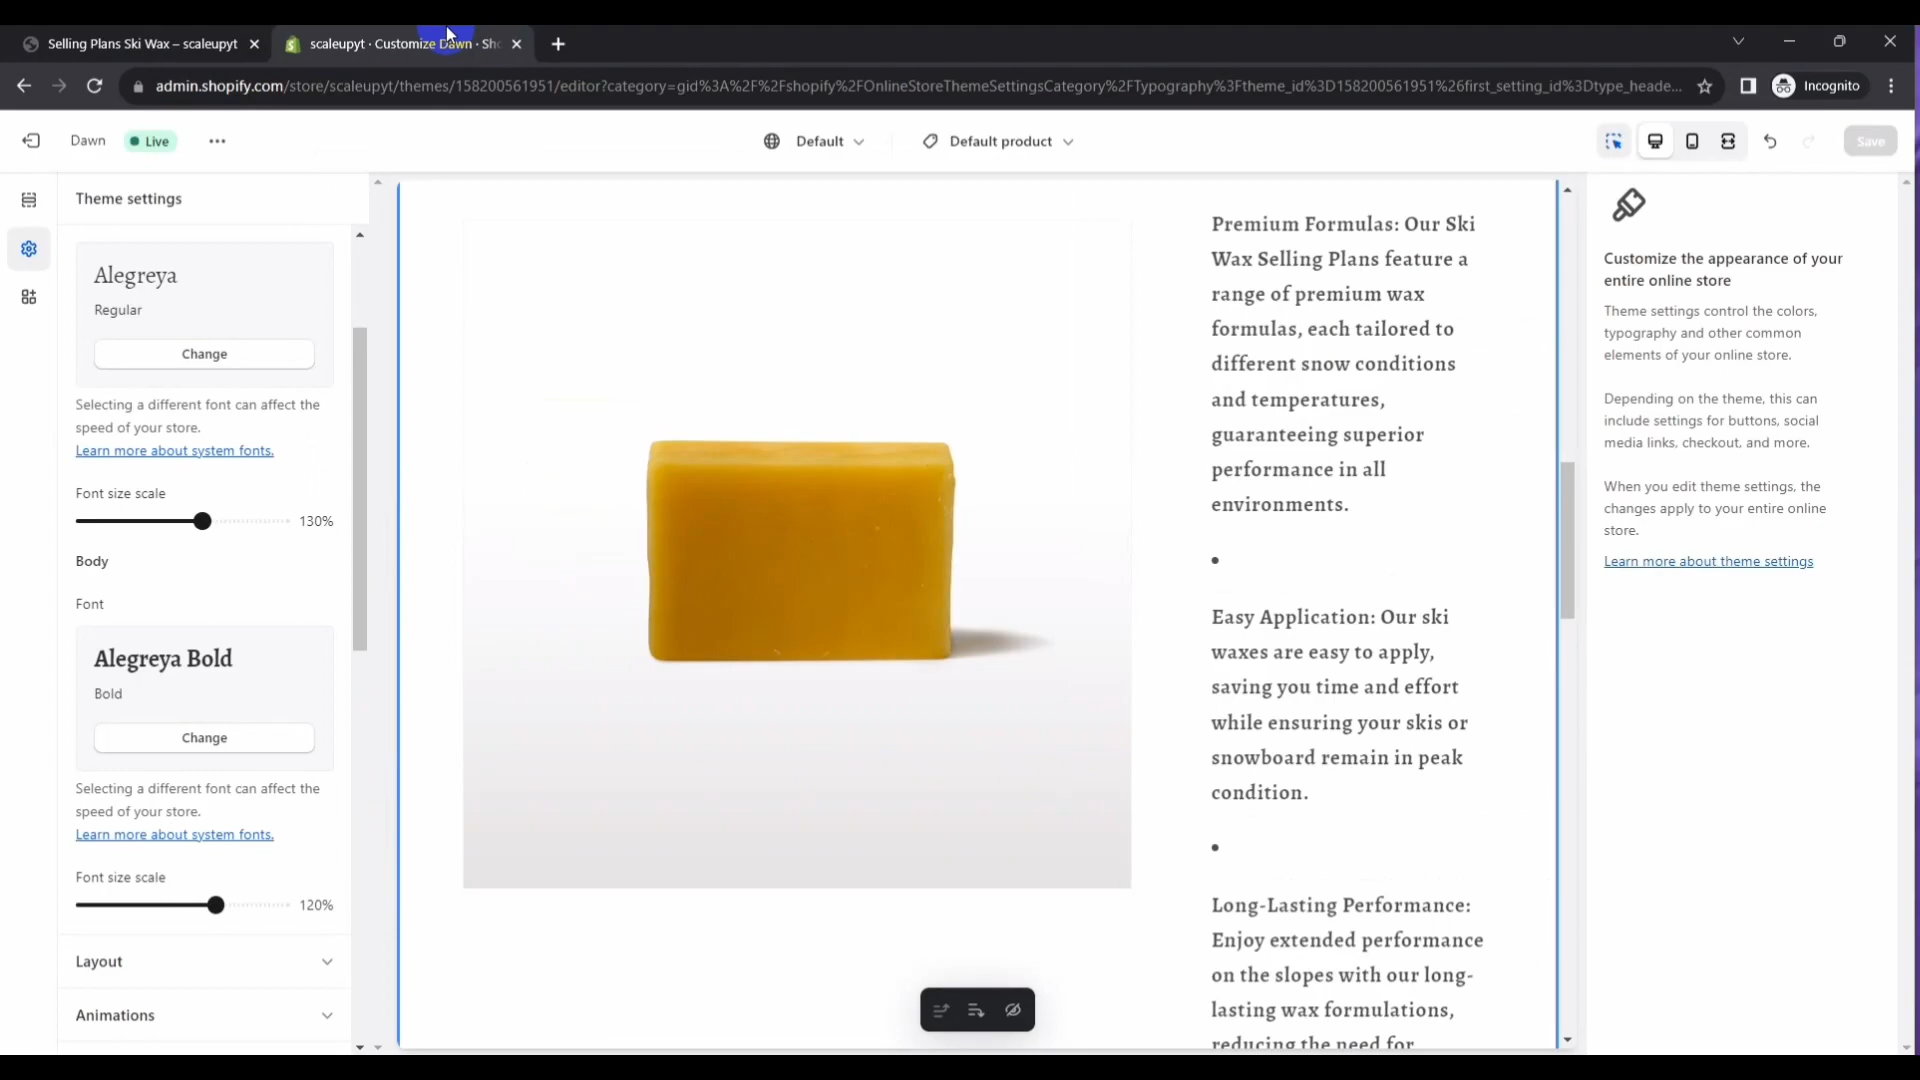 Selling Plans Ski Wax – scaleupyt
scaleupyt · Customize Dawn · Sho
admin.shopify.com/store/scaleupyt/themes/158200561951/editor?category=gid%3A%2F%2Fshopify%2FOnlineStoreThemeSettingsCategory%2FTypography%3Ftheme_id%3D158200561951%26first_setting_id%3Dtype_heade...
Incognito
Dawn
Live
Default
Default product
Save
Theme settings
Alegreya
Regular
Change
Selecting a different font can affect the
speed of your store.
Learn more about system fonts.
Font size scale
130%
Body
Font
Alegreya Bold
Bold
Change
Selecting a different font can affect the
speed of your store.
Learn more about system fonts.
Font size scale
120%
Layout
Animations
Premium Formulas: Our Ski
Wax Selling Plans feature a
range of premium wax
formulas, each tailored to
different snow conditions
and temperatures,
guaranteeing superior
performance in all
environments.
•
Easy Application: Our ski
waxes are easy to apply,
saving you time and effort
while ensuring your skis or
snowboard remain in peak
condition.
•
Long-Lasting Performance:
Enjoy extended performance
on the slopes with our long-
lasting wax formulations,
reducing the need for
Customize the appearance of your
entire online store
Theme settings control the colors,
typography and other common
elements of your online store.
Depending on the theme, this can
include settings for buttons, social
media links, checkout, and more.
When you edit theme settings, the
changes apply to your entire online
store.
Learn more about theme settings